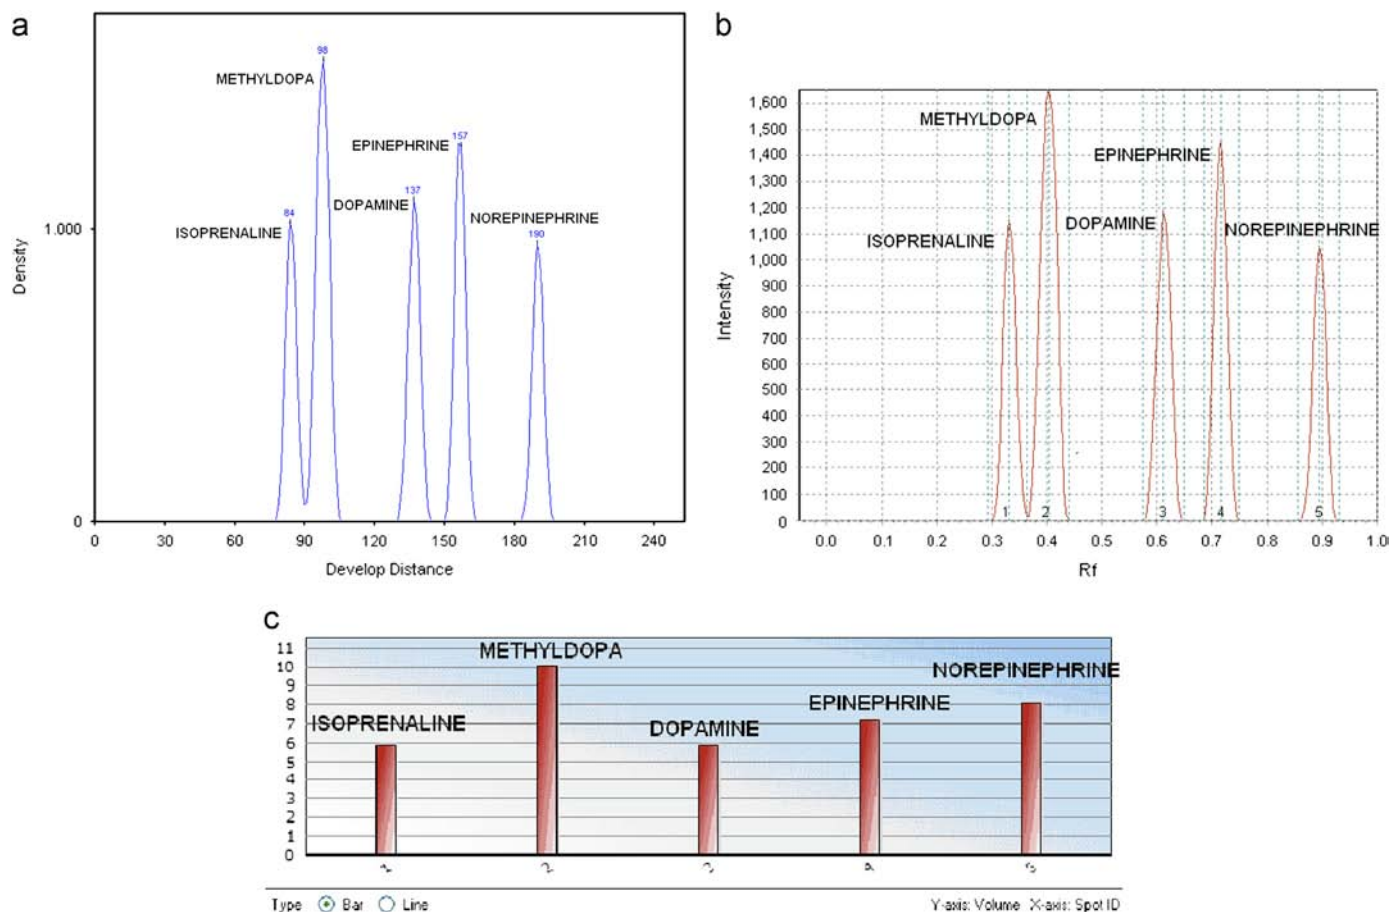 a
98
METHYLDOPA
157
EPINEPHRINE
137
DOPAMINE
NOREPINEPHRINE
190
84
ISOPRENALINE
1.000
0
Density
0 30 60 90 120 150 180 210 240
Develop Distance
b
1,600
1,500
1,400
1,300
1,200
1,100
1,000
900
800
700
600
500
400
300
200
100
0
Intensity
METHYLDOPA
EPINEPHRINE
DOPAMINE
NOREPINEPHRINE
ISOPRENALINE
1 2 3 4 5
0.0 0.1 0.2 0.3 0.4 0.5 0.6 0.7 0.8 0.9 1.0
Rf
c
11
10
9
8
7
6
5
4
3
2
1
0
METHYLDOPA
NOREPINEPHRINE
EPINEPHRINE
ISOPRENALINE
DOPAMINE
1 2 3 4 5
Type Bar Line
Y-axis: Volume X-axis: Spot ID